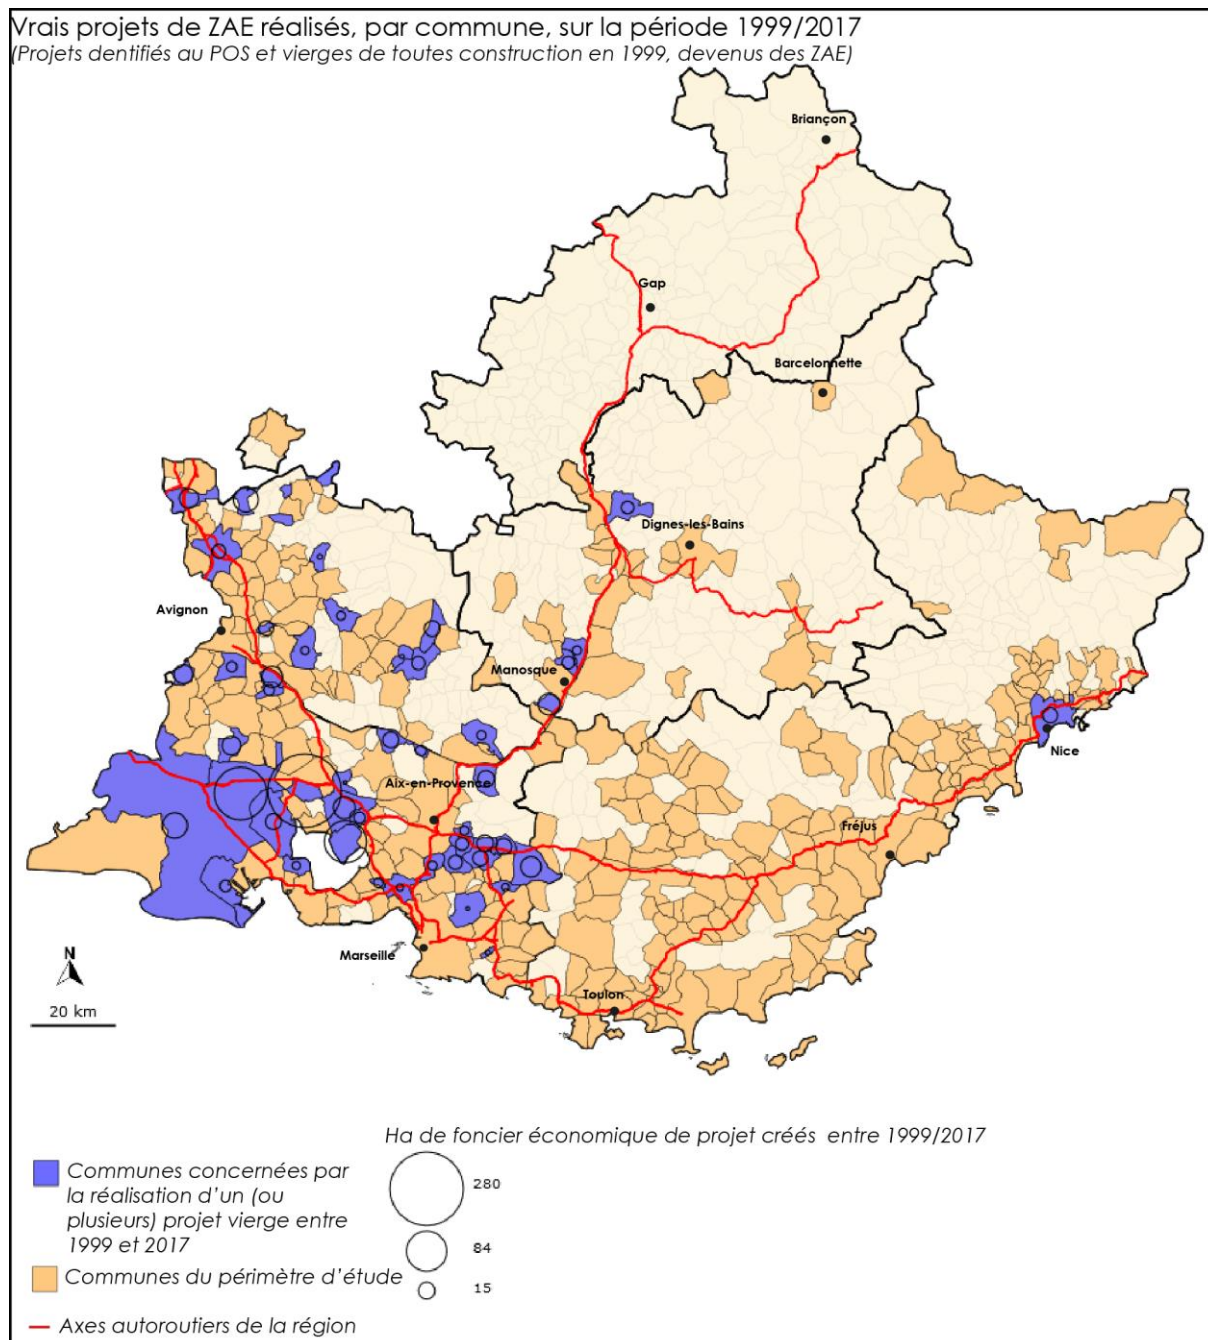 Vrais projets de ZAE réalisés, par commune, sur la période 1999/2017
(Projets dentifiés au POS et vierges de toutes construction en 1999, devenus des ZAE)
Briançon
Gap
Barcelonnette
Dignes-les-Bains
Avignon
Manosque
Nice
Aix-en-Provence
Fréjus
Marseille
N
Toulon
20 km
Ha de foncier économique de projet créés entre 1999/2017
Communes concernées par
la réalisation d'un (ou
plusieurs) projet vierge entre
1999 et 2017
280
84
15
Communes du périmètre d'étude
Axes autoroutiers de la région